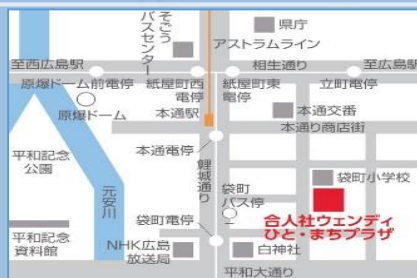 そごう
バスセンター
県庁
アストラムライン
至西広島駅
相生通り
至広島駅
原爆ドーム前電停
紙屋町西
電停
紙屋町東
電停
立町電停
原爆ドーム
本通駅
本通交番
本通り商店街
平和記念
公園
本通電停
元安川
鯉城通り
袋町
バス停
袋町小学校
袋町電停
合人社ウェンディ
ひと・まちプラザ
平和記念
資料館
NHK広島
放送局
白神社
平和大通り